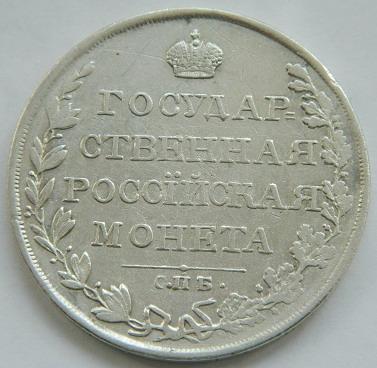 ГОСУДАР-
СТВЕННАЯ
РОССІЙСКАЯ
МОНЕТА
С.П.Б.